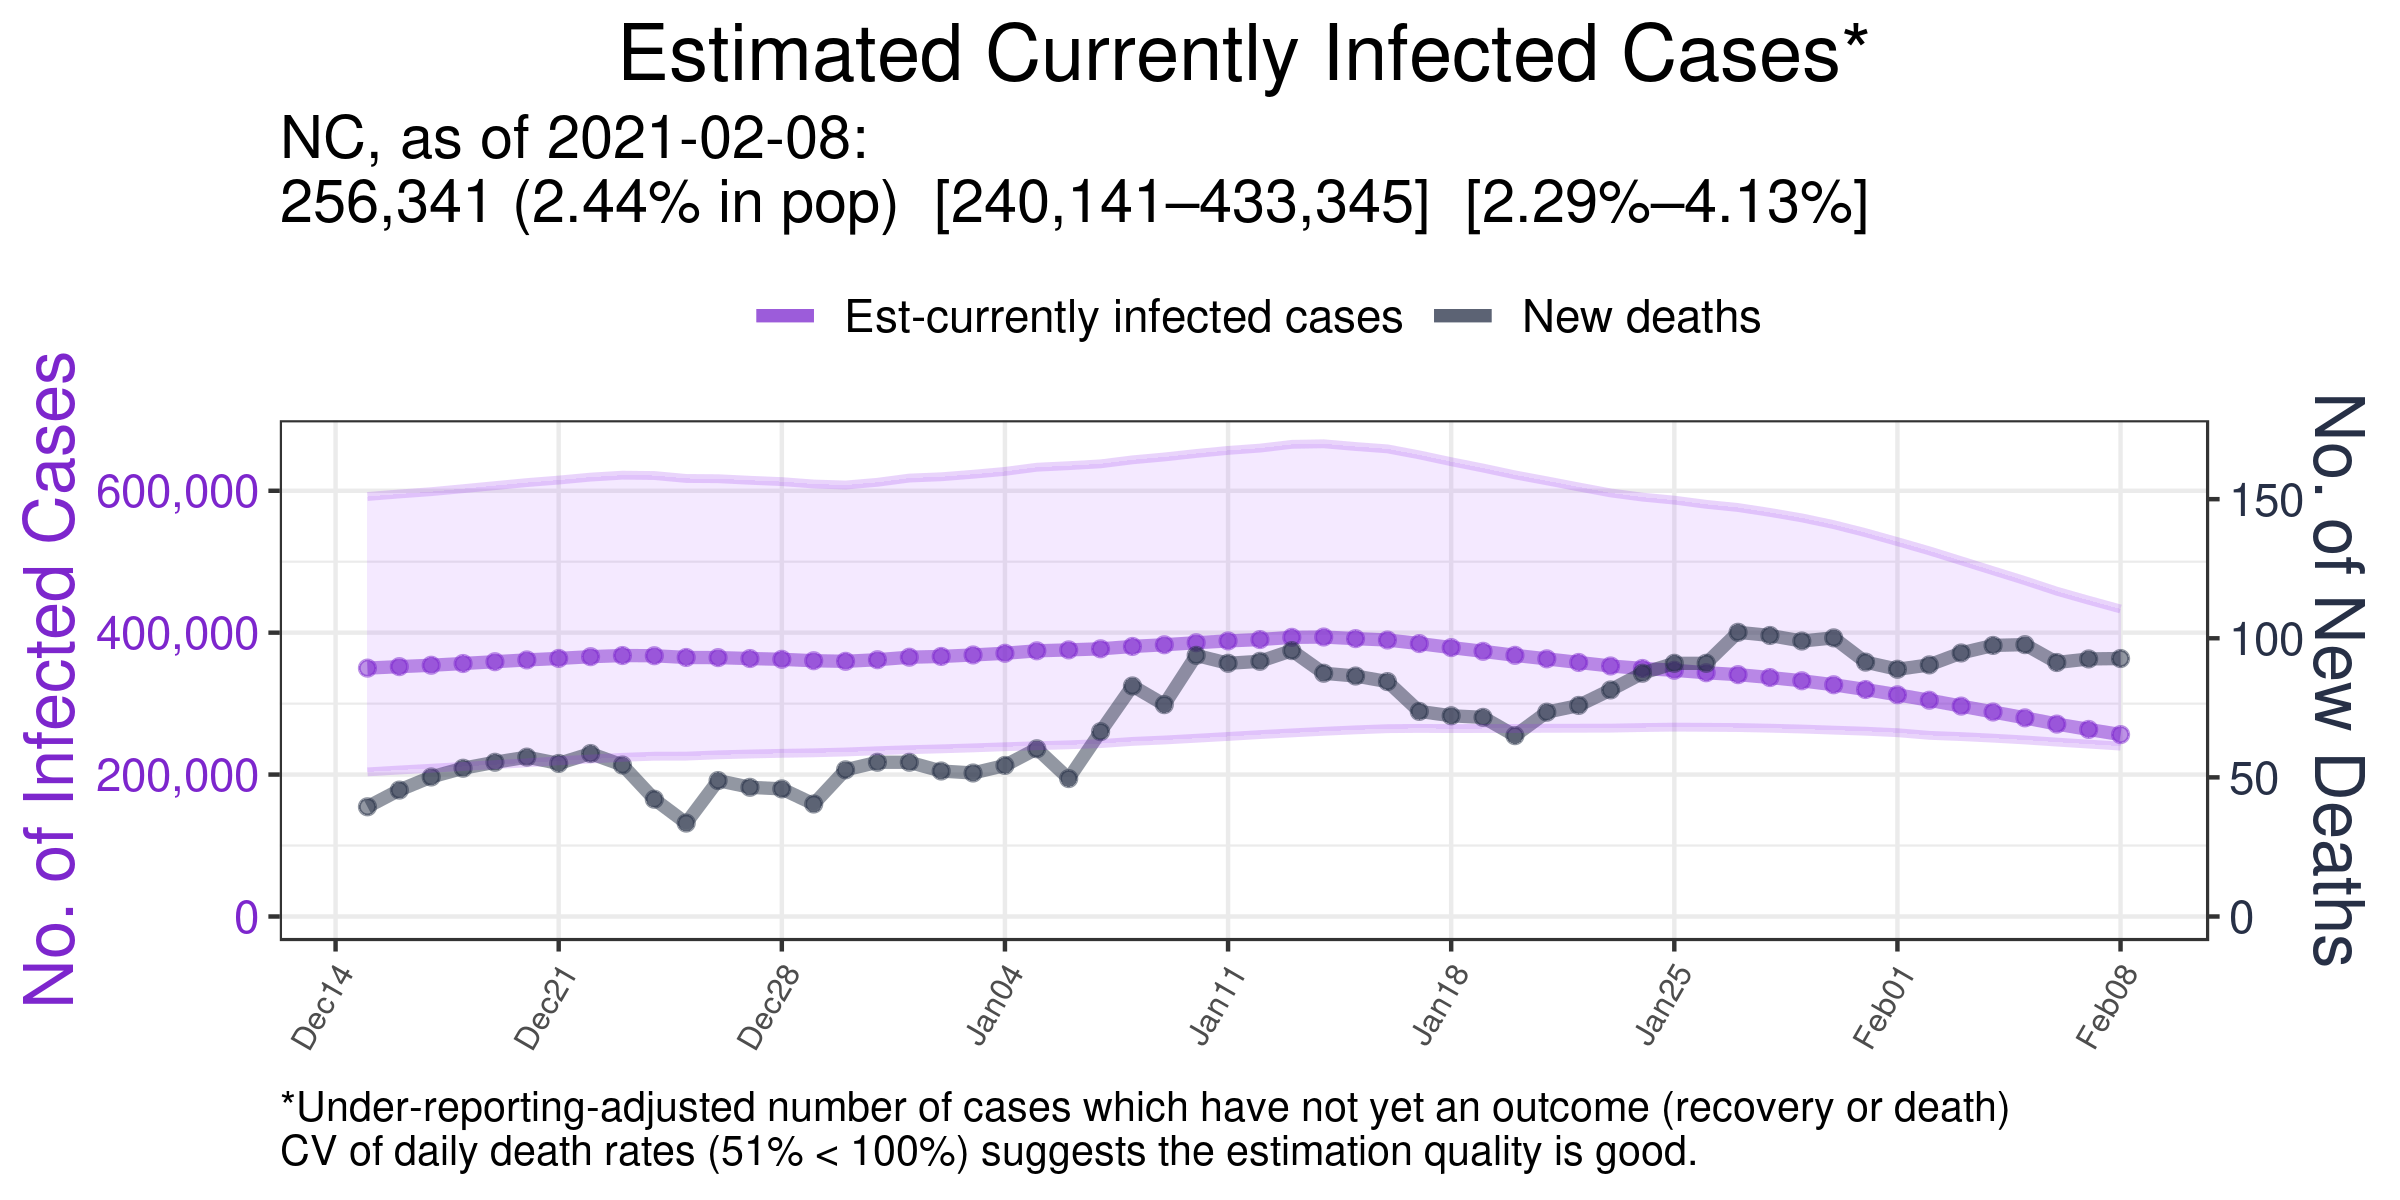 Estimated Currently Infected Cases*
NC, as of 2021-02-08:
256,341 (2.44% in pop)  [240,141–433,345]  [2.29%–4.13%]
Est-currently infected cases
New deaths
No. of Infected Cases
600,000
400,000
200,000
0
150
100
50
0
No. of New Deaths
Dec14
Dec21
Dec28
Jan04
Jan11
Jan18
Jan25
Feb01
Feb08
*Under-reporting-adjusted number of cases which have not yet an outcome (recovery or death)
CV of daily death rates (51% < 100%) suggests the estimation quality is good.